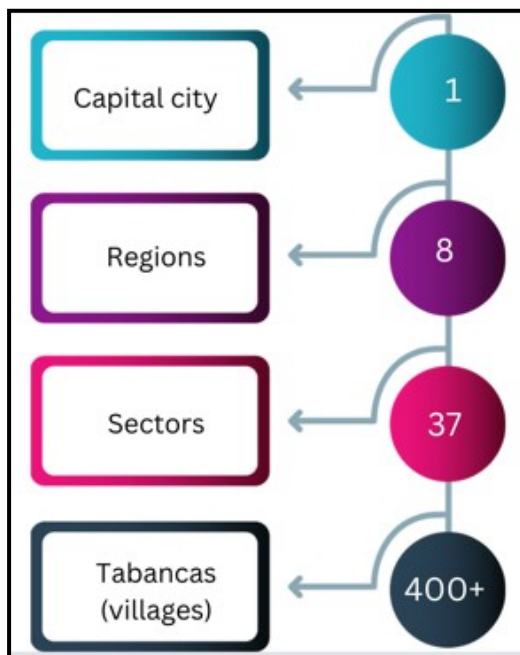 Capital city
1
Regions
8
Sectors
37
Tabancas
(villages)
400+